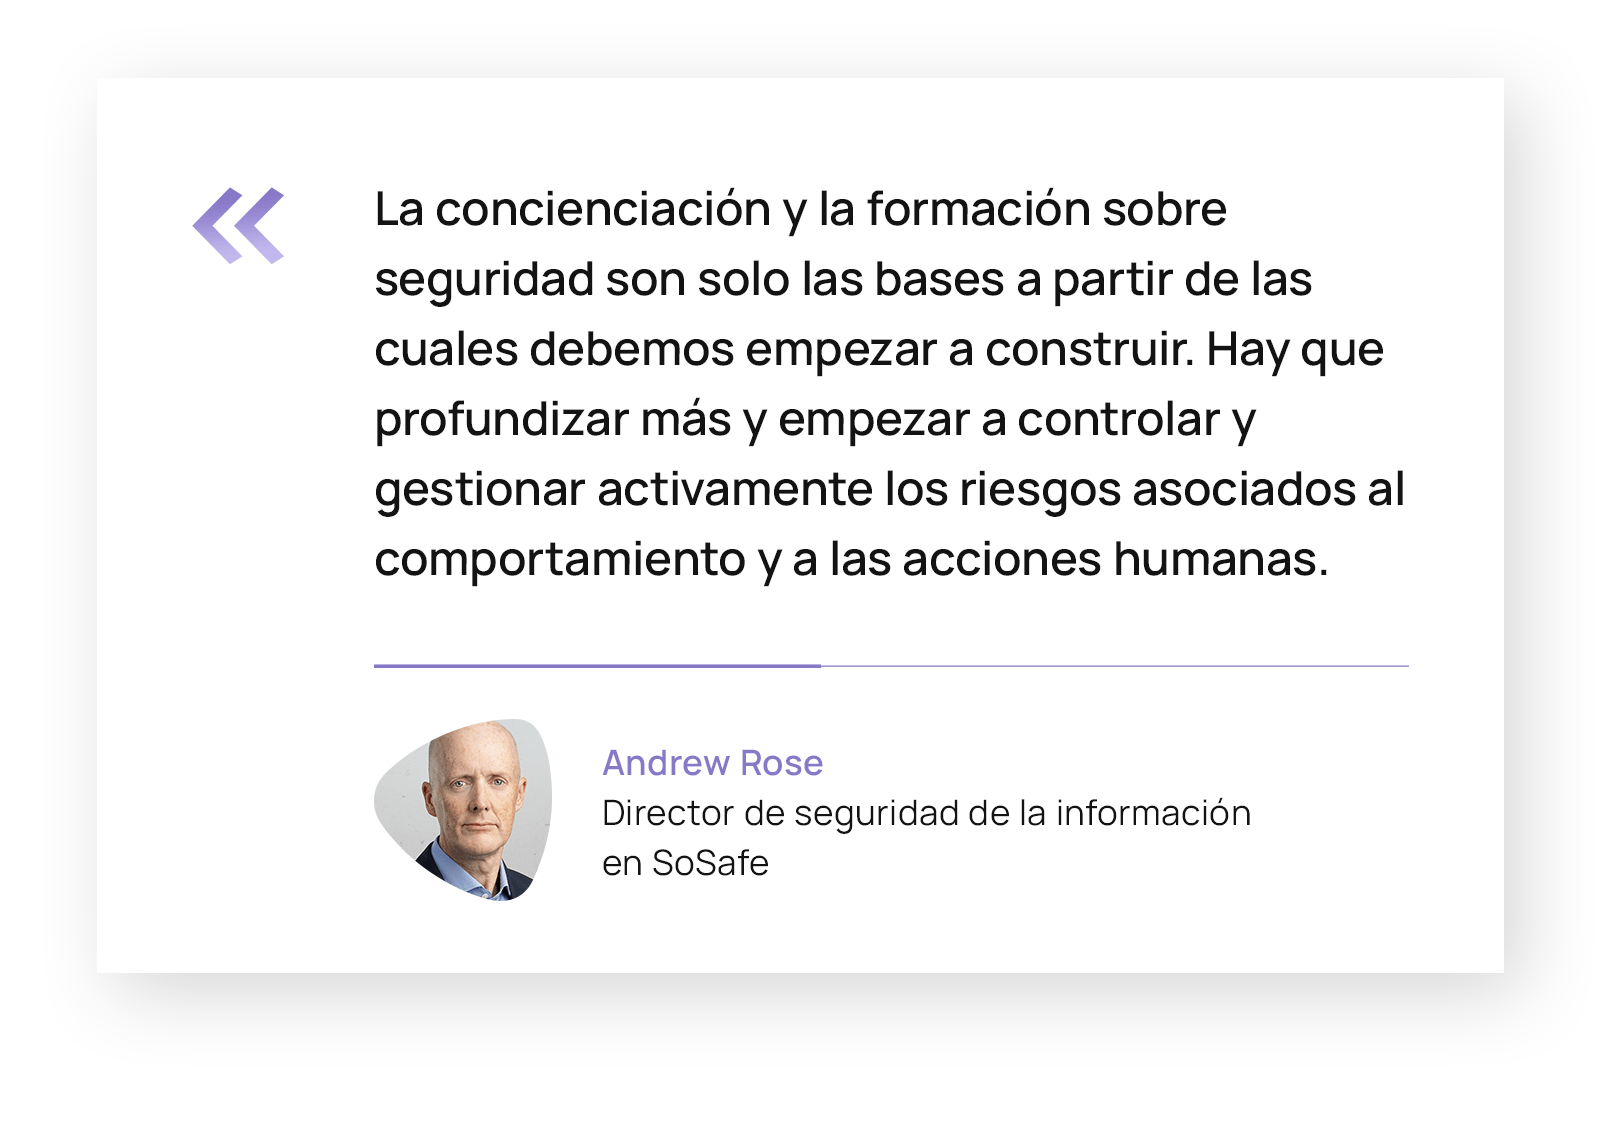 «
La concienciación y la formación sobre
seguridad son solo las bases a partir de las
cuales debemos empezar a construir. Hay que
profundizar más y empezar a controlar y
gestionar activamente los riesgos asociados al
comportamiento y a las acciones humanas.
Andrew Rose
Director de seguridad de la información
en SoSafe